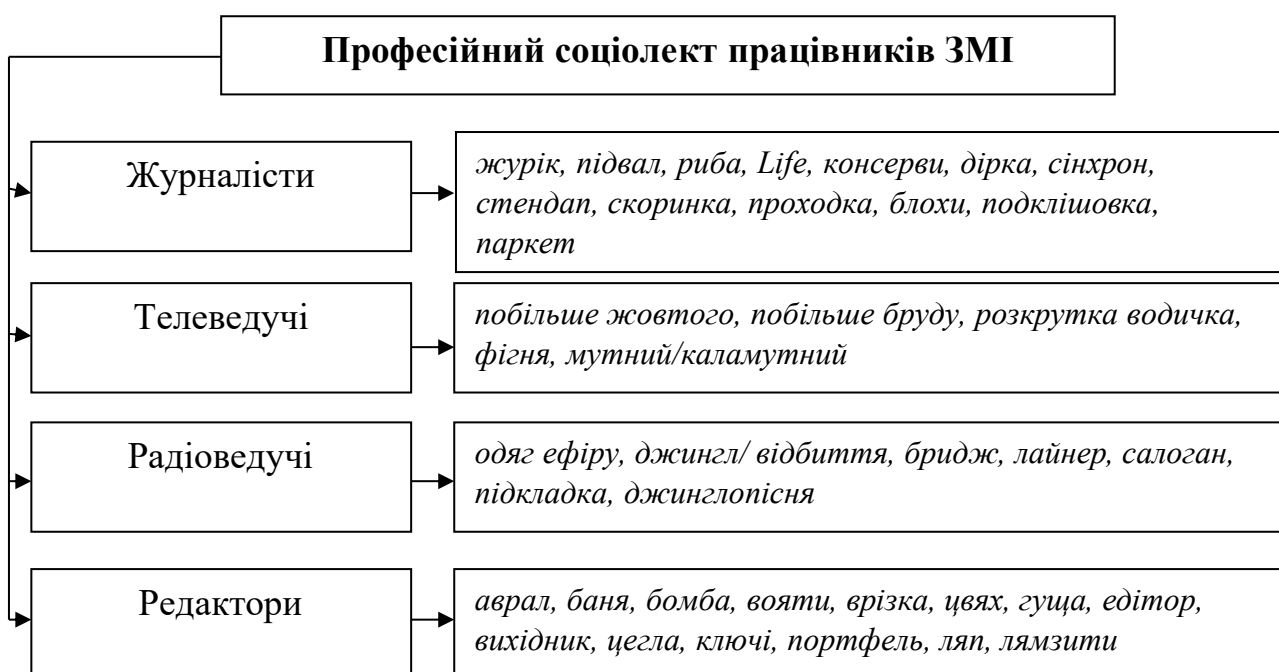 Професійний соціолект працівників ЗМІ
Журналісти
журік, підвал, риба, Life, консерви, дірка, сінхрон,
стендап, скоринка, проходка, блохи, подклішовка,
паркет
Телеведучі
побільше жовтого, побільше бруду, розкрутка водичка,
фігня, мутний/каламутний
Радіоведучі
одяг ефіру, джингл/ відбиття, бридж, лайнер, салоган,
підкладка, джинглопісня
Редактори
аврал, баня, бомба, вояти, врізка, цвях, гуща, едітор,
вихідник, цегла, ключі, портфель, ляп, лямзити